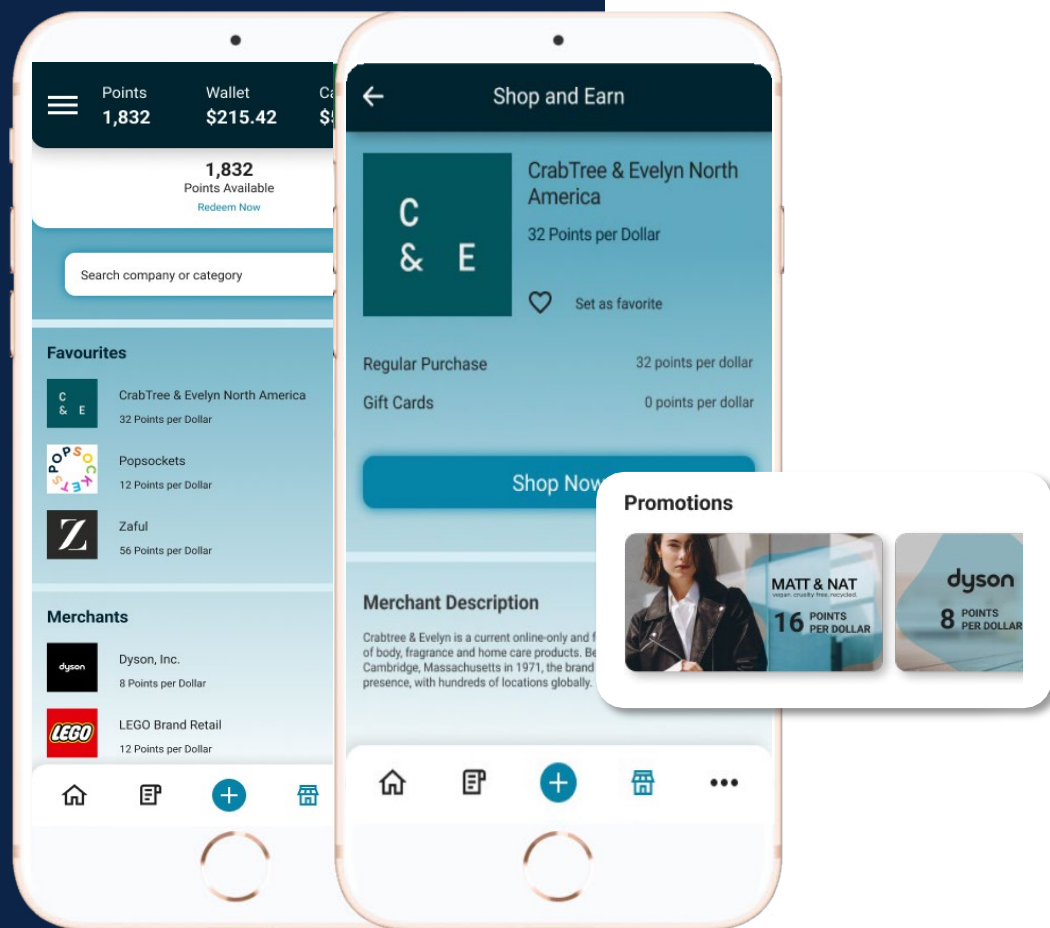 Points
1,832
Wallet
$215.42
1,832
Points Available
Redeem Now
Search company or category
Favourites
C
& E
CrabTree & Evelyn North America
32 Points per Dollar
POPSOCKETS
Popsockets
12 Points per Dollar
Z
Zaful
56 Points per Dollar
Merchants
dyson
Dyson, Inc.
8 Points per Dollar
LEGO
LEGO Brand Retail
12 Points per Dollar
Shop and Earn
C
& E
CrabTree & Evelyn North
America
32 Points per Dollar
Set as favorite
Regular Purchase
32 points per dollar
Gift Cards
0 points per dollar
Shop Now
Merchant Description
Crabtree & Evelyn is a current online-only and
of body, fragrance and home care products.
Cambridge, Massachusetts in 1971, the brand
presence, with hundreds of locations globally.
Promotions
MATT & NAT
vegan. cruelty free. recycled.
16 POINTS
PER DOLLAR
dyson
8 POINTS
PER DOLLAR